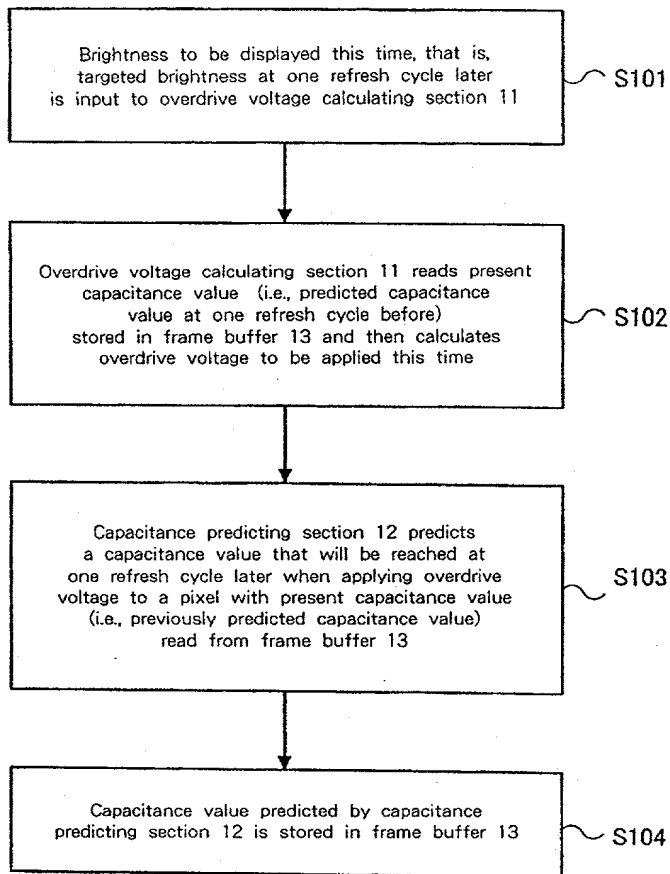 Brightness to be displayed this time, that is,
targeted brightness at one refresh cycle later
is input to overdrive voltage calculating section 11
S101
Overdrive voltage calculating section 11 reads present
capacitance value (i.e., predicted capacitance
value at one refresh cycle before)
stored in frame buffer 13 and then calculates
overdrive voltage to be applied this time
S102
Capacitance predicting section 12 predicts
a capacitance value that will be reached at
one refresh cycle later when applying overdrive
voltage to a pixel with present capacitance value
(i.e., previously predicted capacitance value)
read from frame buffer 13
S103
Capacitance value predicted by capacitance
predicting section 12 is stored in frame buffer 13
S104